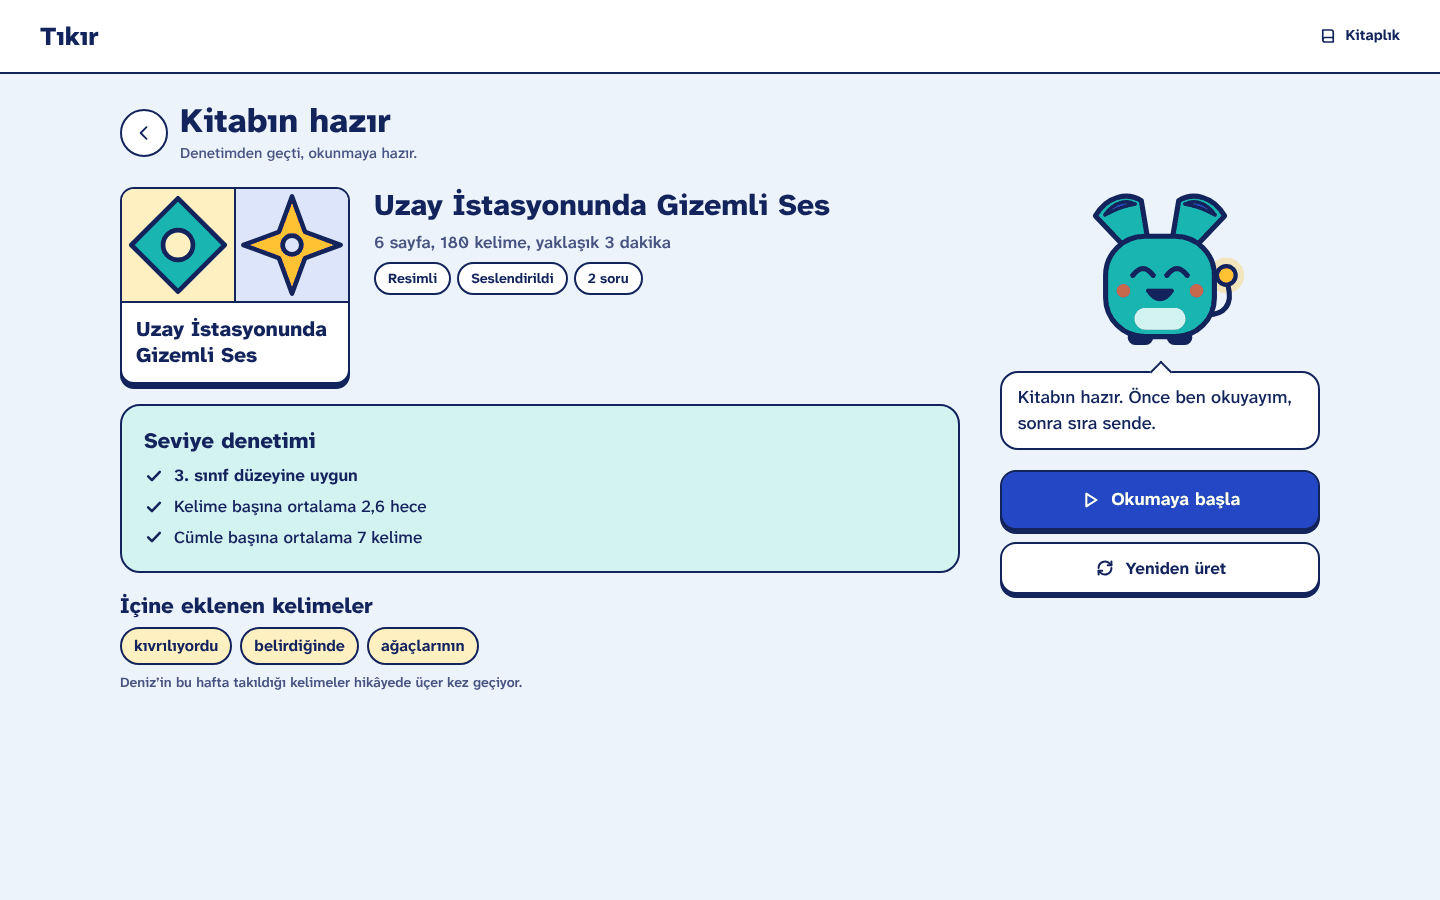 Tıkır
Kitaplık
Kitabın hazır
Denetimden geçti, okunmaya hazır.
Uzay İstasyonunda
Gizemli Ses
Uzay İstasyonunda Gizemli Ses
6 sayfa, 180 kelime, yaklaşık 3 dakika
Resimli
Seslendirildi
2 soru
Seviye denetimi
3. sınıf düzeyine uygun
Kelime başına ortalama 2,6 hece
Cümle başına ortalama 7 kelime
İçine eklenen kelimeler
kıvrılıyordu
belirdiğinde
ağaçlarının
Deniz'in bu hafta takıldığı kelimeler hikâyede üçer kez geçiyor.
Kitabın hazır. Önce ben okuyayım,
sonra sıra sende.
Okumaya başla
Yeniden üret